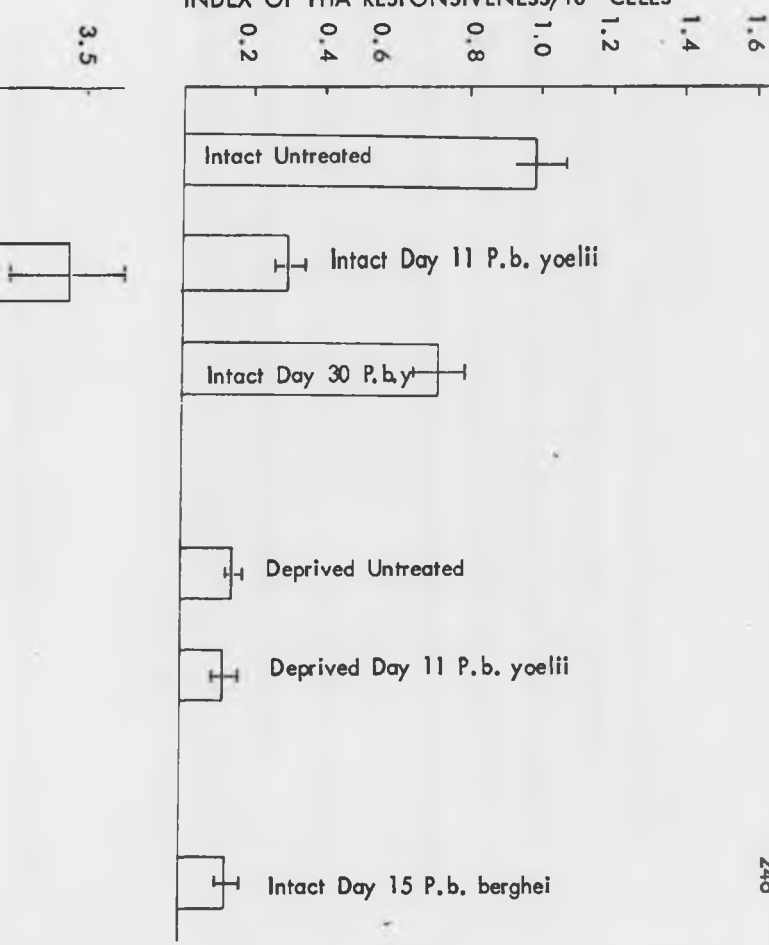 INDEX OF PHA RESPONSIVENESS/10 CELLS
3.5
0.2
0.4
0.6
0.8
1.0
1.2
1.4
1.6
Intact Untreated
Intact Day 11 P.b. yoelii
Intact Day 30 P.b.y
Deprived Untreated
Deprived Day 11 P.b. yoelii
Intact Day 15 P.b. berghei